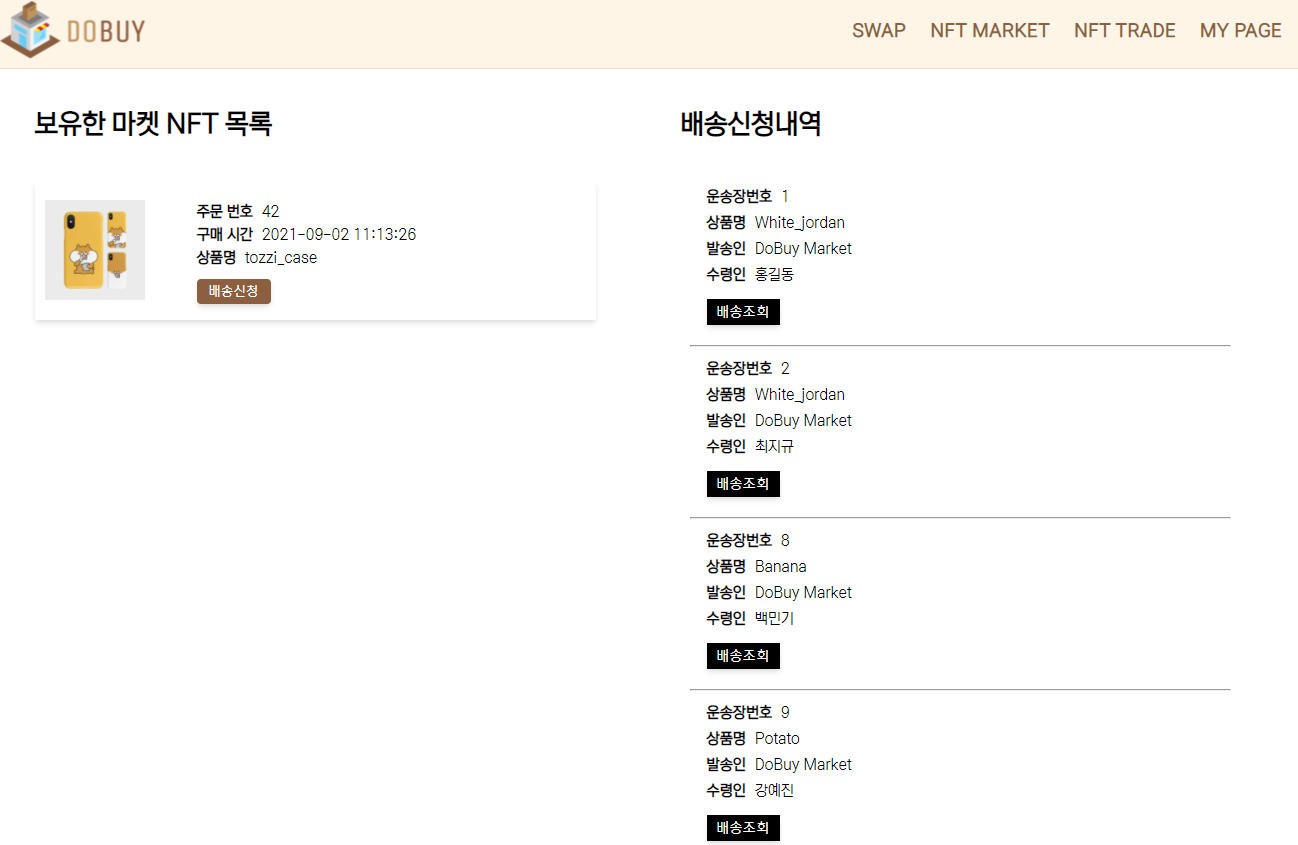 DOBUY
SWAP NFT MARKET NFT TRADE MY PAGE
보유한 마켓 NFT 목록
주문 번호 42
구매 시간 2021-09-02 11:13:26
상품명 tozzi_case
배송신청
배송신청내역
운송장번호 1
상품명 White_jordan
발송인 DoBuy Market
수령인 홍길동
배송조회
운송장번호 2
상품명 White_jordan
발송인 DoBuy Market
수령인 최지규
배송조회
운송장번호 8
상품명 Banana
발송인 DoBuy Market
수령인 백민기
배송조회
운송장번호 9
상품명 Potato
발송인 DoBuy Market
수령인 강예진
배송조회